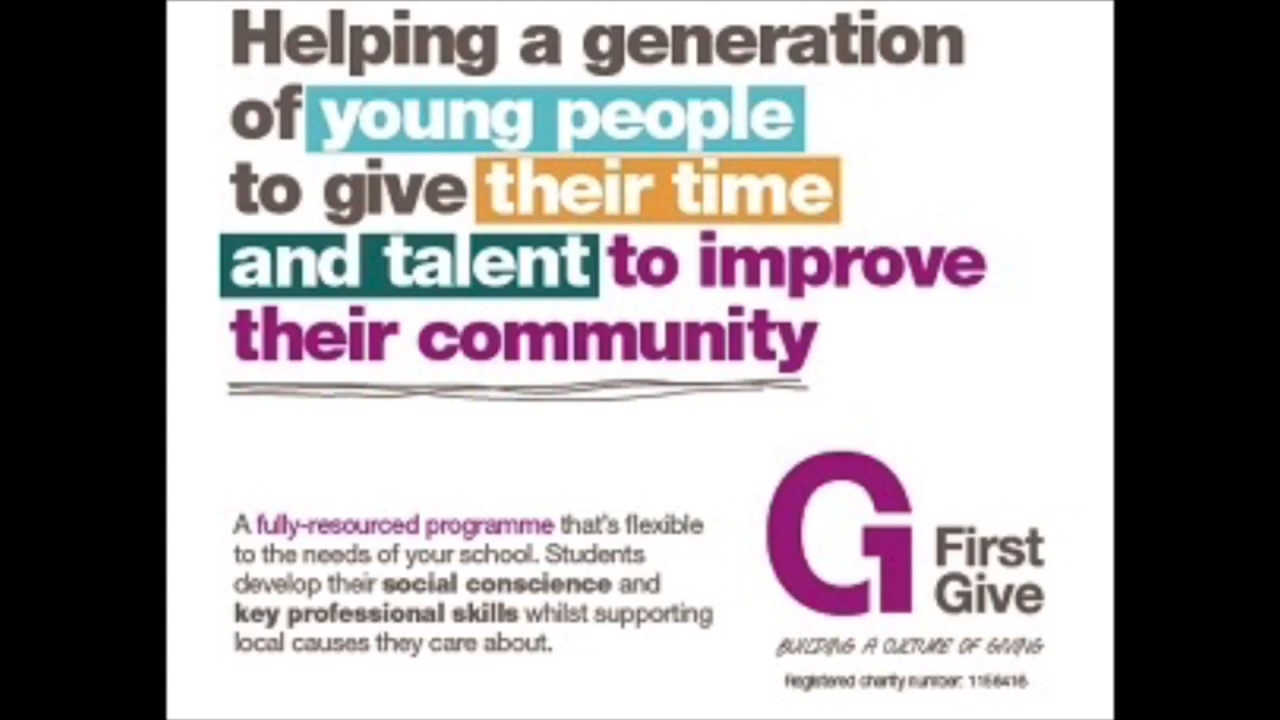 Helping a generation
of young people
to give their time
and talent to improve
their community
A fully-resourced programme that's flexible
to the needs of your school. Students
develop their social conscience and
key professional skills whilst supporting
local causes they care about.
G
First
Give
BUILDING A CULTURE OF GIVING
Registered charity number: